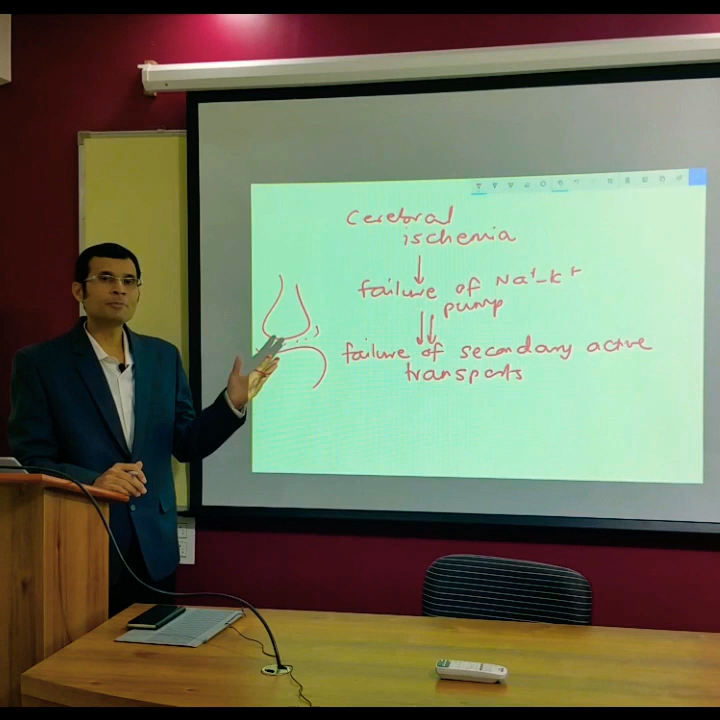 Cerebral
ischemia
↓
failure of Na⁺-K⁺
pump
↓↓
failure of secondary active
transports